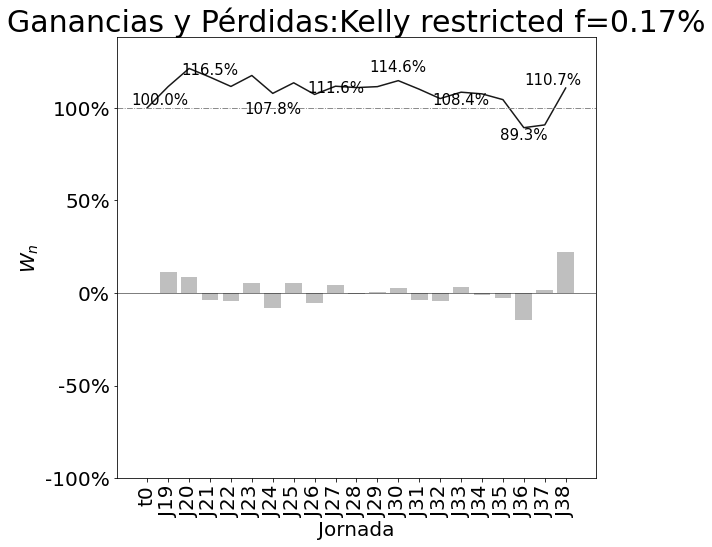 Ganancias y Pérdidas:Kelly restricted f=0.17%
100%
50%
0%
-50%
-100%
W_n
100.0%
116.5%
107.8%
111.6%
114.6%
108.4%
89.3%
110.7%
t0
J19
J20
J21
J22
J23
J24
J25
J26
J27
J28
J29
J30
J31
J32
J33
J34
J35
J36
J37
J38
Jornada